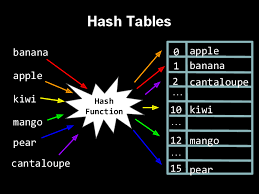 Hash Tables
banana
apple
kiwi
mango
pear
cantaloupe
Hash
Function
0 apple
1 banana
2 cantaloupe
...
10 kiwi
...
12 mango
...
15 pear